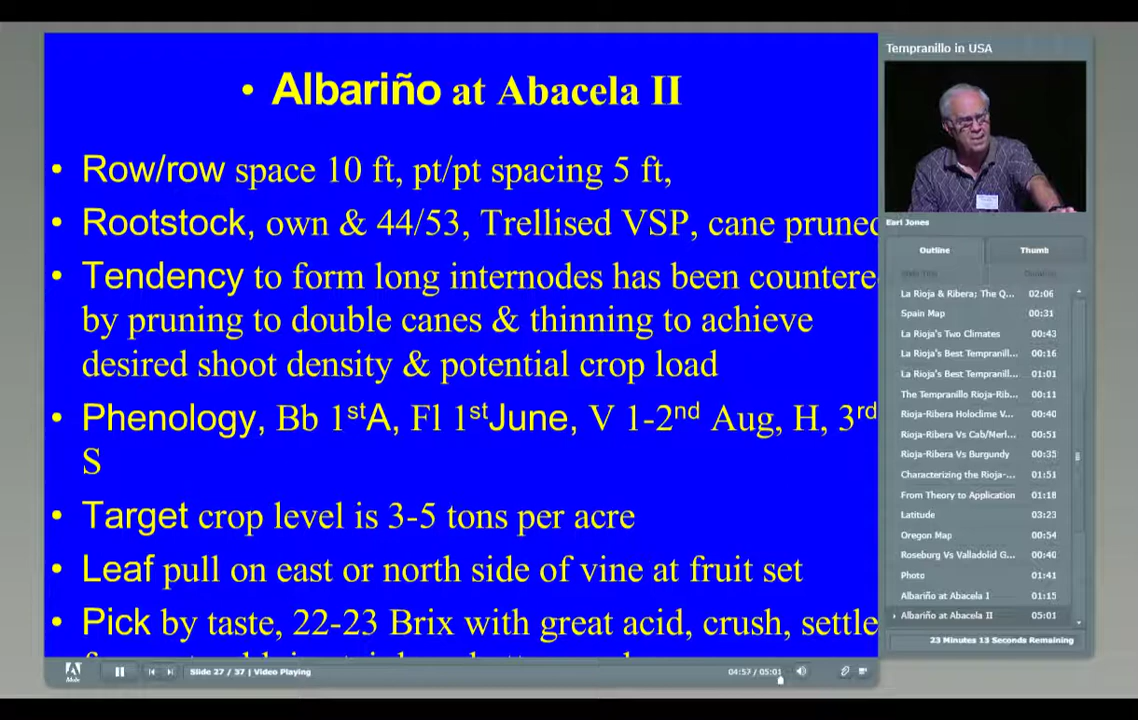 Tempranillo in USA
• Albariño at Abacela II
• Row/row space 10 ft, pt/pt spacing 5 ft,
• Rootstock, own & 44/53, Trellised VSP, cane pruned
• Tendency to form long internodes has been countere
by pruning to double canes & thinning to achieve
desired shoot density & potential crop load
• Phenology, Bb 1stA, Fl 1stJune, V 1-2nd Aug, H, 3rd
S
• Target crop level is 3-5 tons per acre
• Leaf pull on east or north side of vine at fruit set
• Pick by taste, 22-23 Brix with great acid, crush, settle
Earl Jones
Outline Thumb
La Rioja & Ribera; The Q... 02:06
Spain Map 00:31
La Rioja's Two Climates 00:43
La Rioja's Best Tempranill... 00:16
La Rioja's Best Tempranill... 01:01
The Tempranillo Rioja-Rib... 00:11
Rioja-Ribera Holoclime V... 00:40
Rioja-Ribera Vs Cab/Merl... 00:51
Rioja-Ribera Vs Burgundy 00:35
Characterizing the Rioja-... 01:51
From Theory to Application 01:18
Latitude 03:23
Oregon Map 00:54
Roseburg Vs Valladolid G... 00:40
Photo 01:41
Albariño at Abacela I 01:15
Albariño at Abacela II 05:01
23 Minutes 13 Seconds Remaining
Adobe
Slide 27 / 37 | Video Playing
04:57 / 05:01